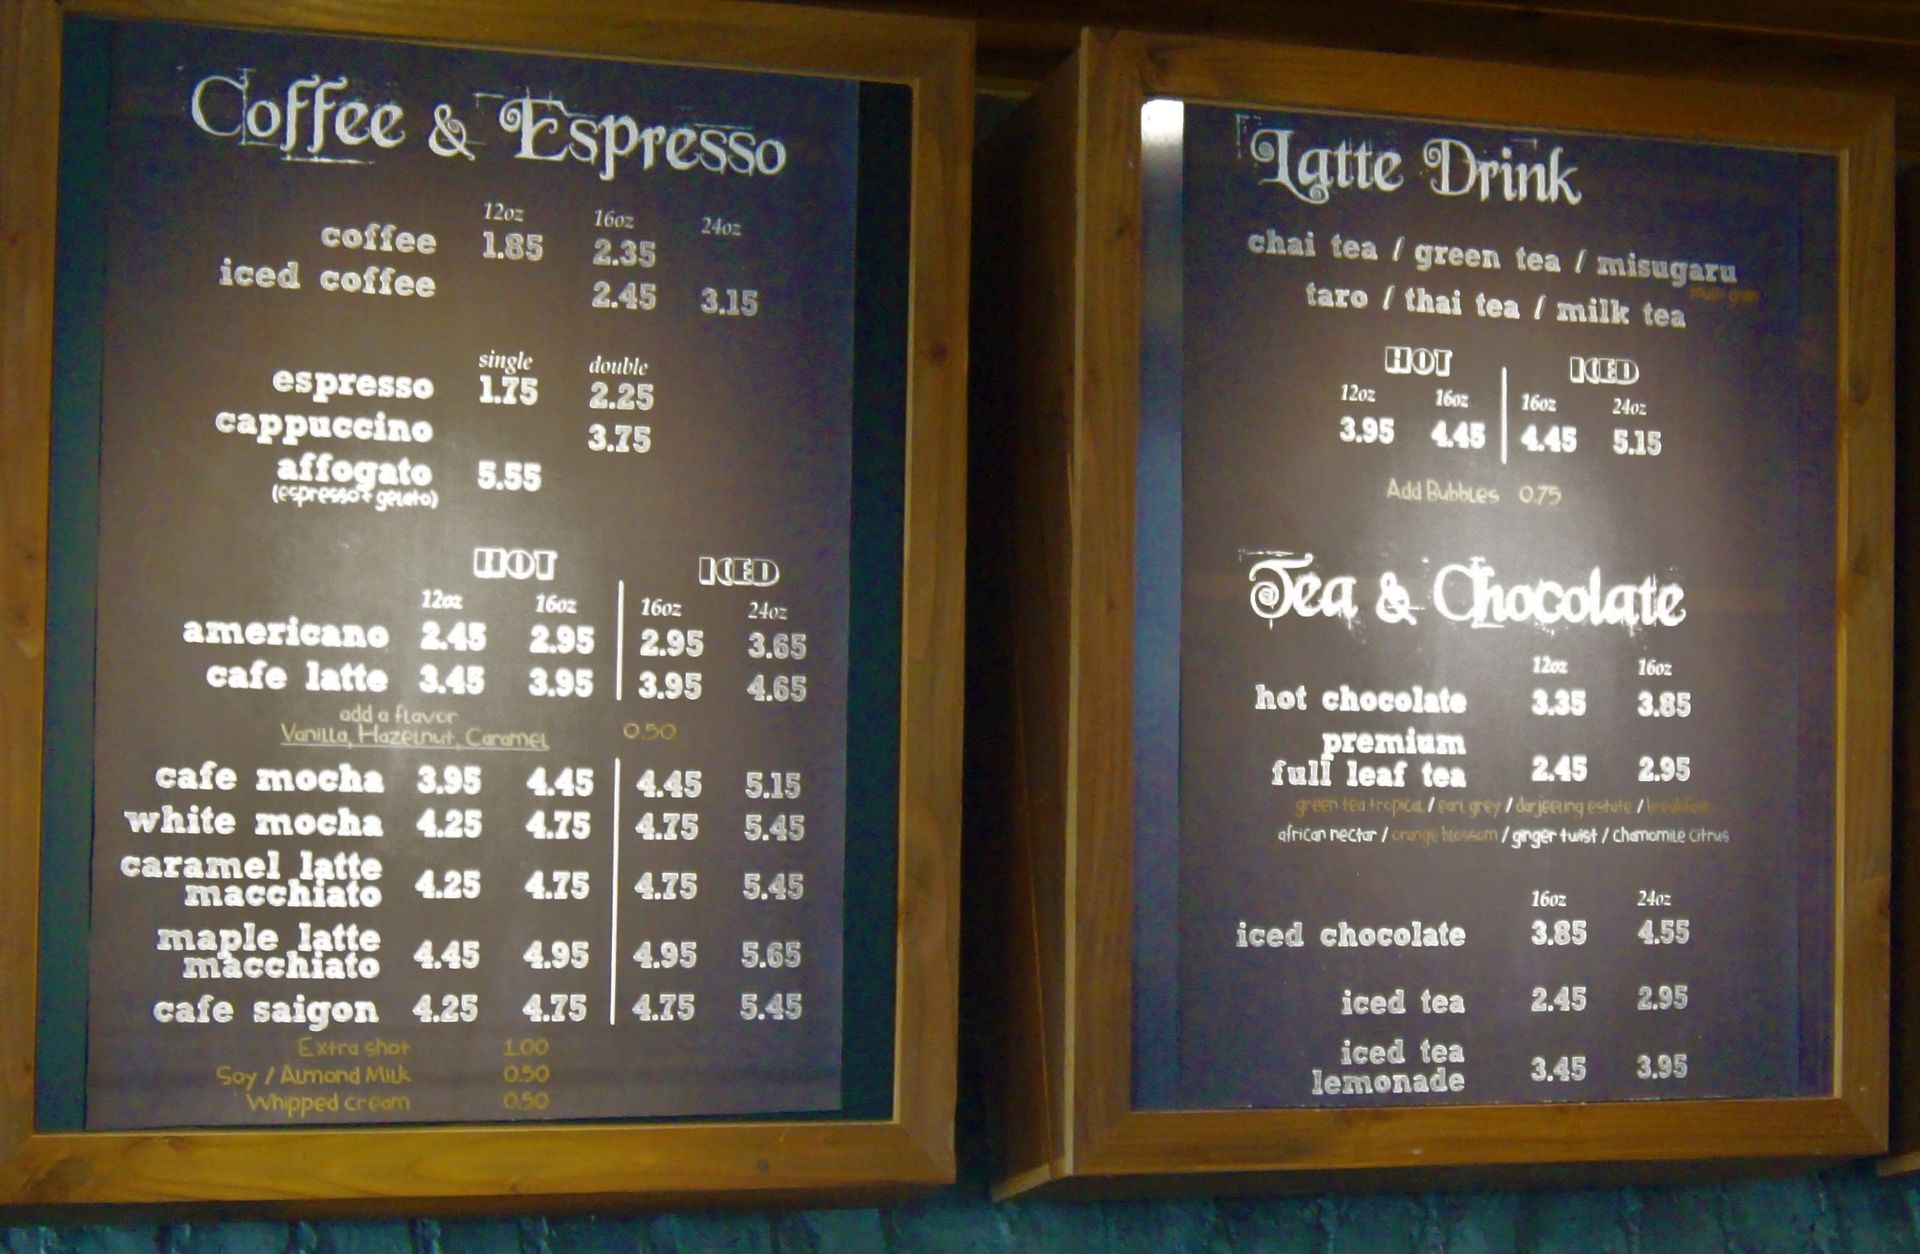 Coffee & Espresso
12oz 16oz 24oz
coffee 1.85 2.35
iced coffee 2.45 3.15
single double
espresso 1.75 2.25
cappuccino 3.75
affogato 5.55
(espresso + gelato)
HOT ICED
12oz 16oz 16oz 24oz
americano 2.45 2.95 2.95 3.65
cafe latte 3.45 3.95 3.95 4.65
add a flavor
Vanilla, Hazelnut, Caramel 0.50
cafe mocha 3.95 4.45 4.45 5.15
white mocha 4.25 4.75 4.75 5.45
caramel latte
macchiato 4.25 4.75 4.75 5.45
maple latte
macchiato 4.45 4.95 4.95 5.65
cafe saigon 4.25 4.75 4.75 5.45
Extra shot 1.00
Soy / Almond Milk 0.50
Whipped cream 0.50
Latte Drink
chai tea / green tea / misugaru
multi grain
taro / thai tea / milk tea
HOT ICED
12oz 16oz 16oz 24oz
3.95 4.45 4.45 5.15
Add Bubbles 0.75
Tea & Chocolate
12oz 16oz
hot chocolate 3.35 3.85
premium
full leaf tea 2.45 2.95
green tea tropical / earl grey / darjeeling estate / breakfast
african nectar / orange blossom / ginger twist / chamomile citrus
16oz 24oz
iced chocolate 3.85 4.55
iced tea 2.45 2.95
iced tea
lemonade 3.45 3.95